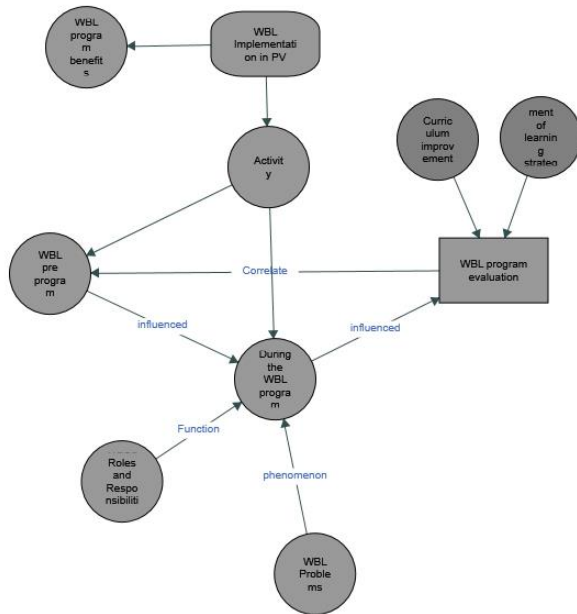 WBL
progra
m
benefit
s
WBL
Implementati
on in PV
Activit
y
Curric
ulum
improv
ement
ment
of
learnin
g
strateg
WBL
pre
progra
m
Correlate
WBL program
evaluation
influenced
influenced
During
the
WBL
progra
m
Function
Roles
and
Respo
nsibiliti
phenomenon
WBL
Proble
ms